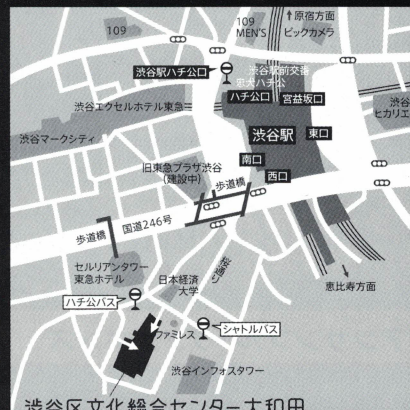 ↑原宿方面
109
109
MEN'S
ビックカメラ
渋谷駅ハチ公口
渋谷駅前交番
忠犬ハチ公
ハチ公口
宮益坂口
渋谷エクセルホテル東急
渋谷
ヒカリエ
渋谷マークシティ
渋谷駅
東口
南口
西口
旧東急プラザ渋谷
(建設中)
歩道橋
国道246号
歩道橋
セルリアンタワー
東急ホテル
日本経済
大学
桜通り
恵比寿方面
ハチ公バス
ファミレス
シャトルバス
渋谷インフォスタワー
渋谷区文化総合センター大和田